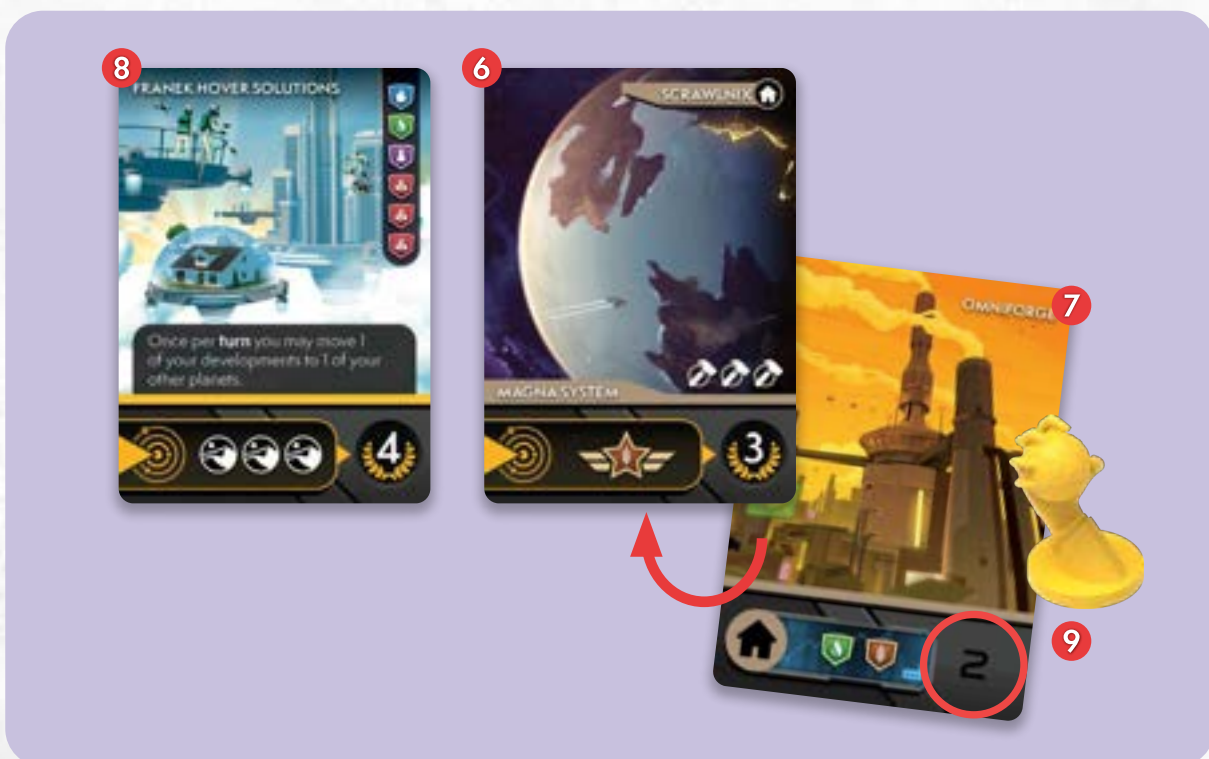 8
FRANEK HOVER SOLUTIONS
Once per turn you may move 1
of your developments to 1 of your
other planets.
4
6
SCRAWLNIX
MAGNA SYSTEM
3
7
OMNIFORGE
2
9